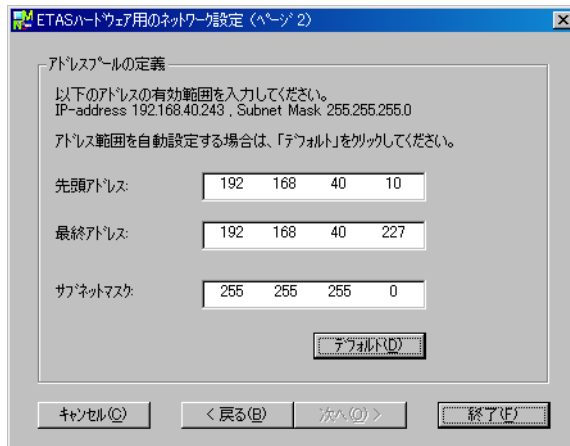 ETASﾊｰﾄﾞｳｪｱ用のﾈｯﾄﾜｰｸ設定 (ﾍﾟｰｼﾞ 2)
ｱﾄﾞﾚｽﾌﾟｰﾙの定義
以下のｱﾄﾞﾚｽの有効範囲を入力してください。
IP-address 192.168.40.243 , Subnet Mask 255.255.255.0
ｱﾄﾞﾚｽ範囲を自動設定する場合は、「ﾃﾞﾌｫﾙﾄ」をｸﾘｯｸしてください。
先頭ｱﾄﾞﾚｽ: 192 168 40 10
最終ｱﾄﾞﾚｽ: 192 168 40 227
ｻﾌﾞﾈｯﾄﾏｽｸ: 255 255 255 0
ﾃﾞﾌｫﾙﾄ(D)
ｷｬﾝｾﾙ(C) < 戻る(B) 次へ(O) > 終了(F)